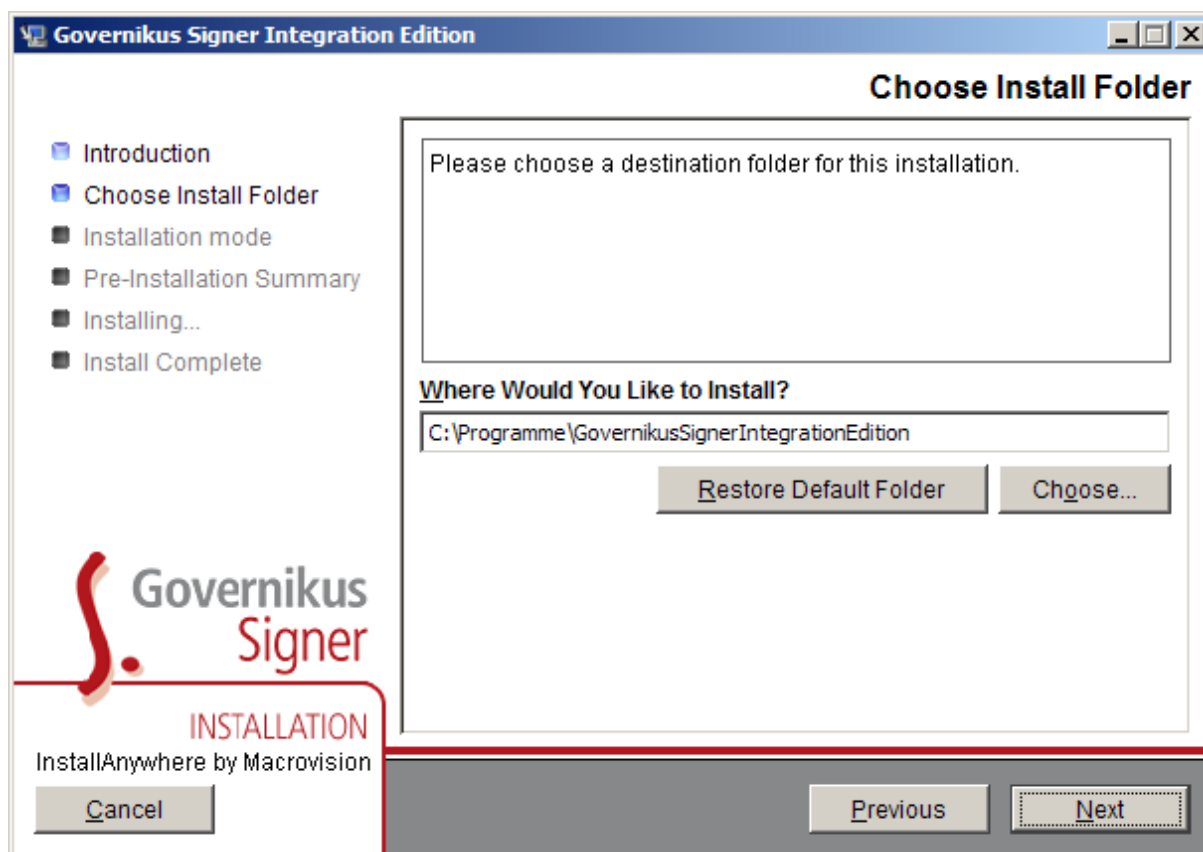 Governikus Signer Integration Edition
Choose Install Folder
Introduction
Choose Install Folder
Installation mode
Pre-Installation Summary
Installing...
Install Complete
Please choose a destination folder for this installation.
Where Would You Like to Install?
C:\Programme\GovernikusSignerIntegrationEdition
Restore Default Folder
Choose...
Governikus
Signer
INSTALLATION
InstallAnywhere by Macrovision
Cancel
Previous
Next